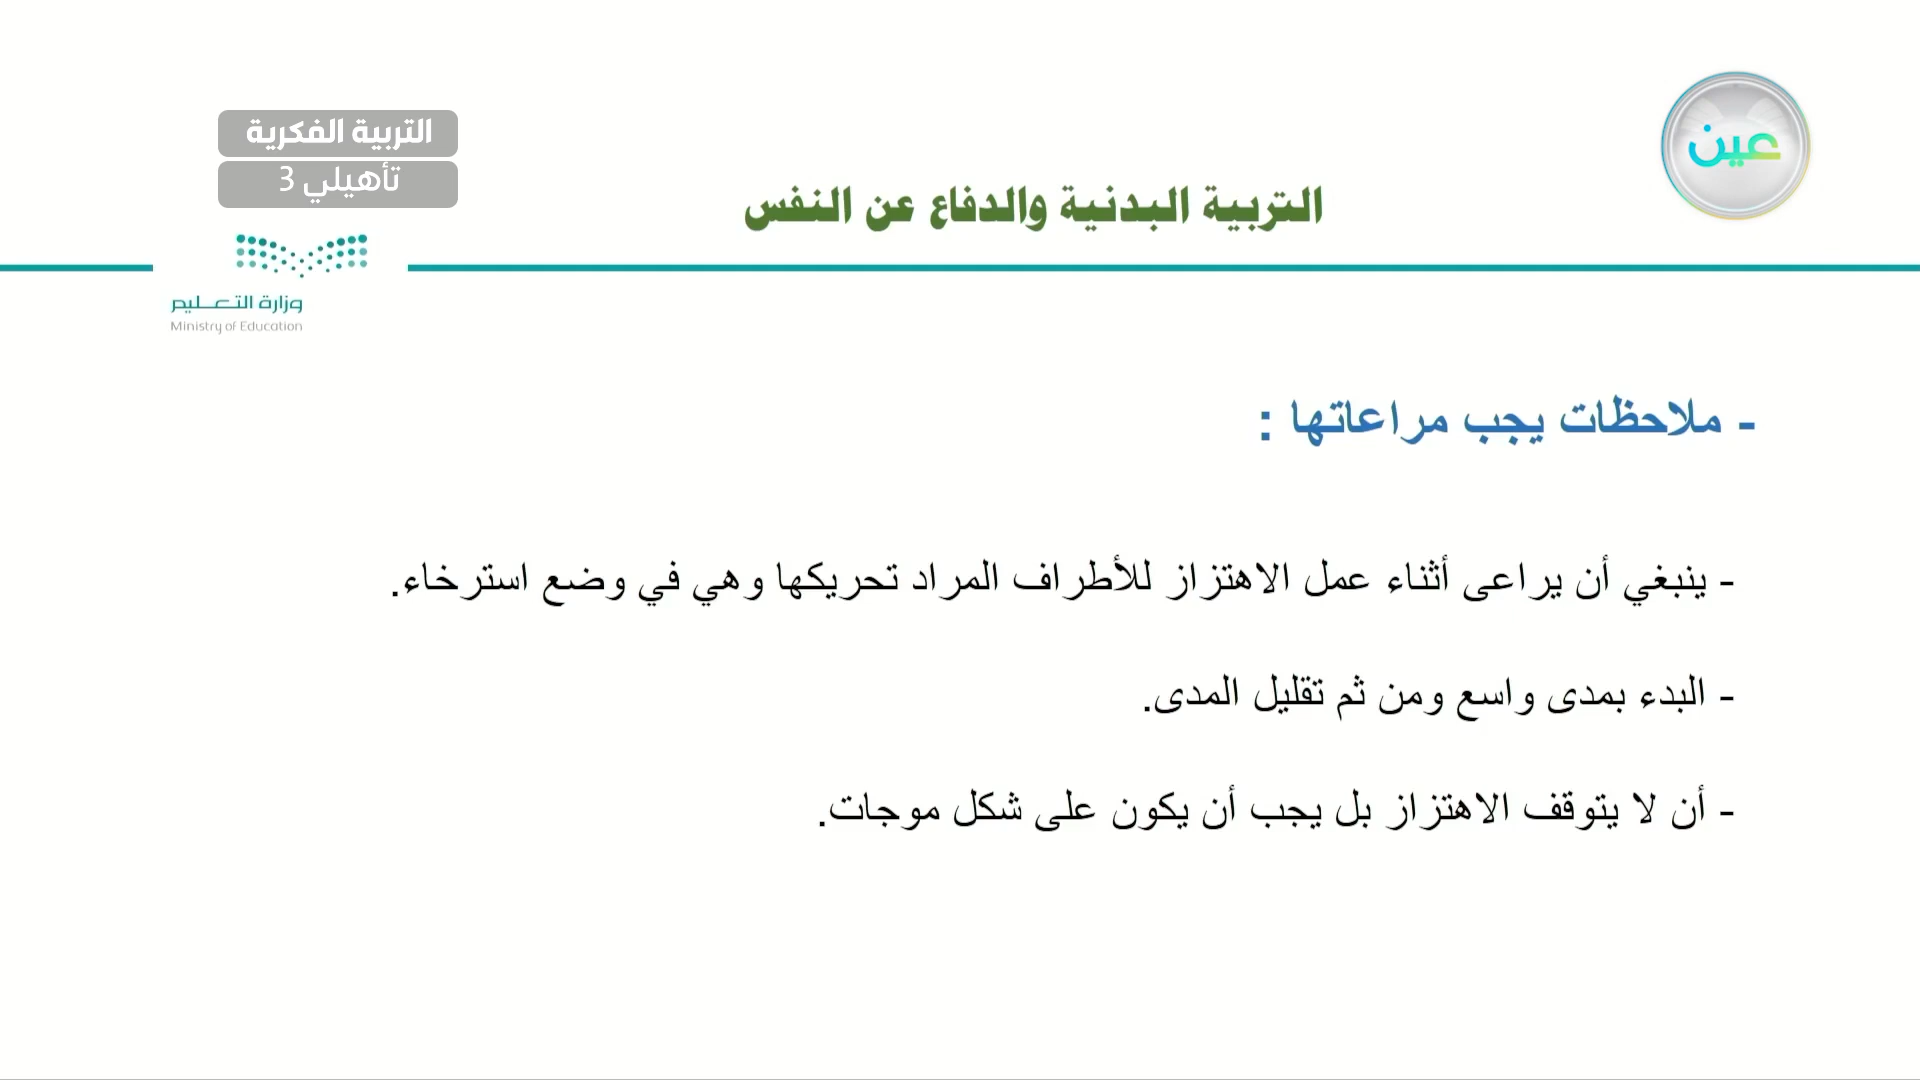 التربية الفكرية
تأهيلي 3
عين
التربية البدنية والدفاع عن النفس
وزارة التعليم
Ministry of Education
- ملاحظات يجب مراعاتها :
- ينبغي أن يراعى أثناء عمل الاهتزاز للأطراف المراد تحريكها وهي في وضع استرخاء.
- البدء بمدى واسع ومن ثم تقليل المدى.
- أن لا يتوقف الاهتزاز بل يجب أن يكون على شكل موجات.